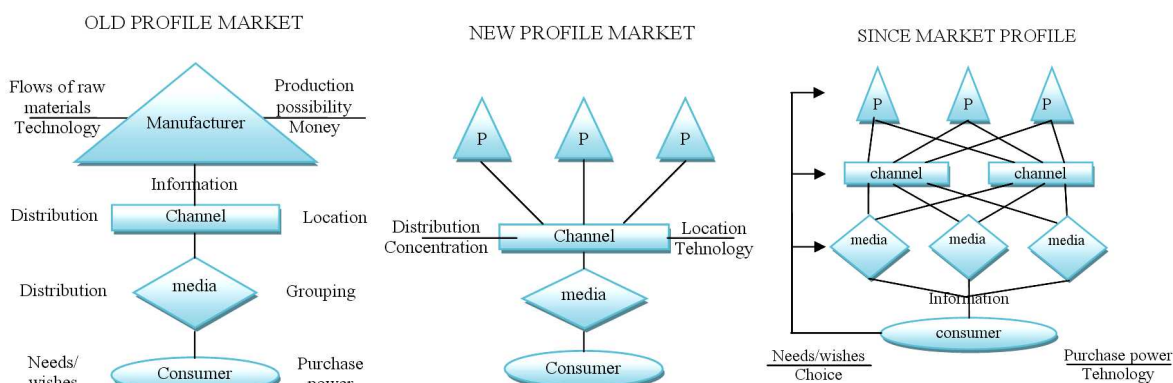 OLD PROFILE MARKET
Flows of raw
materials
Technology
Production
possibility
Money
Manufacturer
Information
Distribution
Channel
Location
Distribution
media
Grouping
Needs/
wishes
Consumer
Purchase
power
NEW PROFILE MARKET
P
P
P
Distribution
Concentration
Channel
Location
Tehnology
media
Consumer
SINCE MARKET PROFILE
P
P
P
channel
channel
media
media
media
Information
consumer
Needs/wishes
Choice
Purchase power
Tehnology